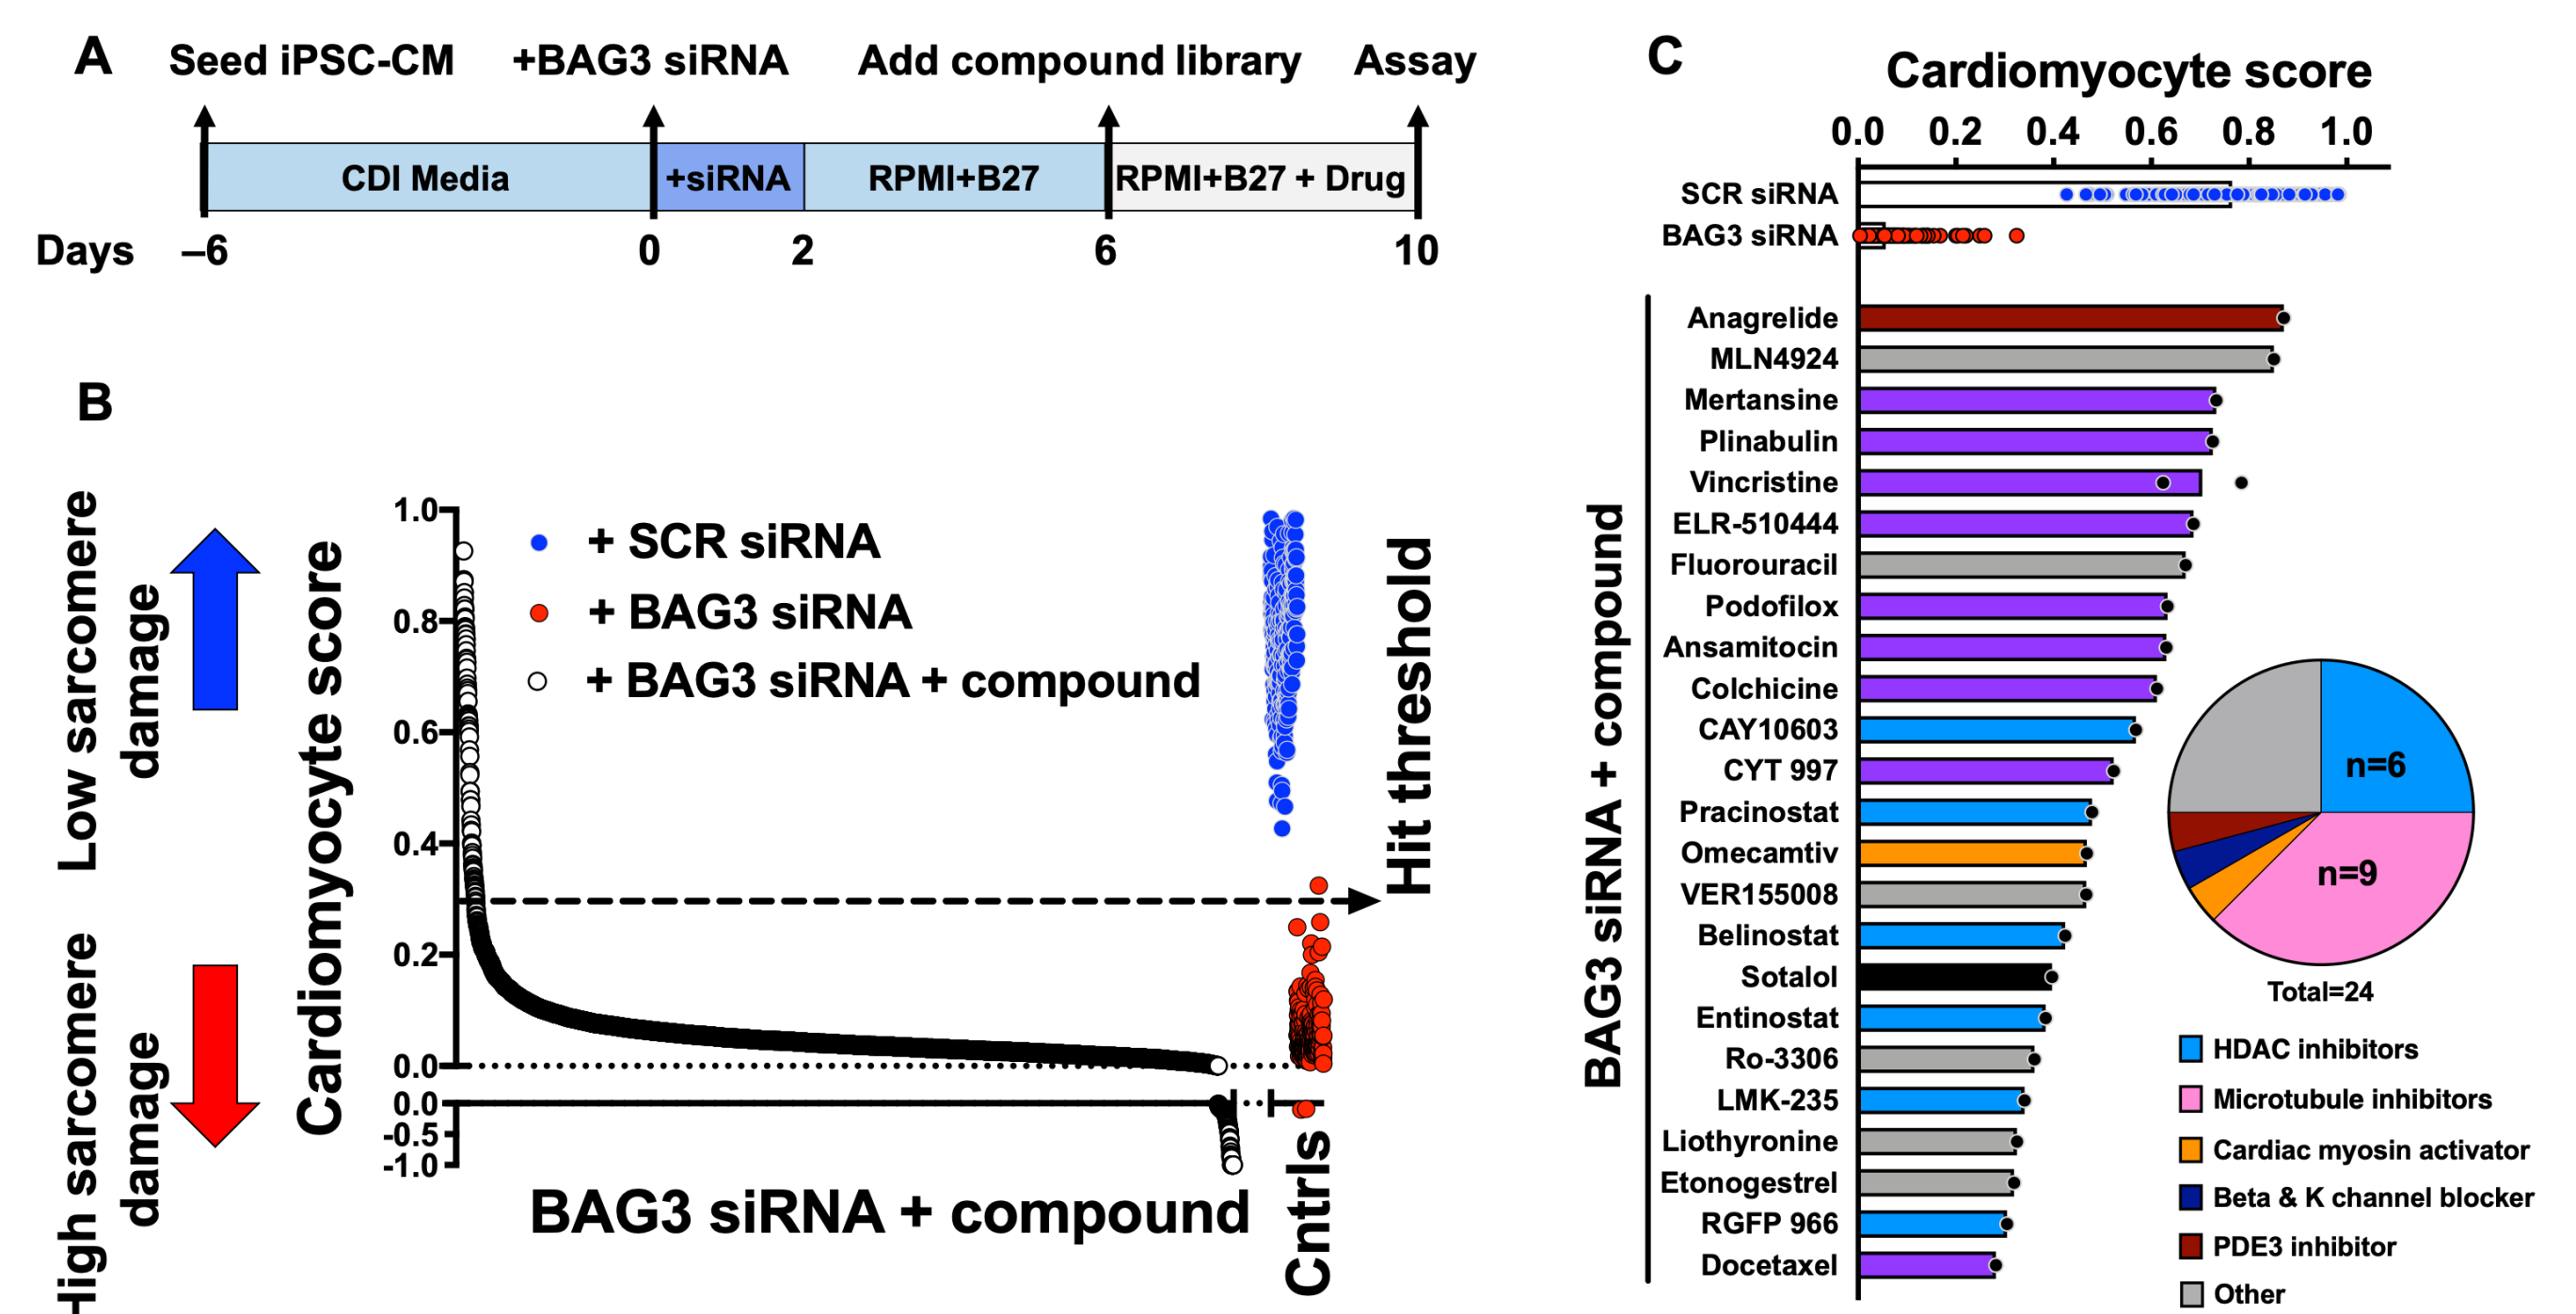 A
Seed iPSC-CM +BAG3 siRNA Add compound library Assay
CDI Media +siRNA RPMI+B27 RPMI+B27 + Drug
Days –6 0 2 6 10
B
Low sarcomere
damage
High sarcomere
damage
Cardiomyocyte score
1.0
0.8
0.6
0.4
0.2
0.0
0.0
-0.5
-1.0
+ SCR siRNA
+ BAG3 siRNA
+ BAG3 siRNA + compound
Hit threshold
BAG3 siRNA + compound
Cntrls
C
Cardiomyocyte score
0.0 0.2 0.4 0.6 0.8 1.0
SCR siRNA
BAG3 siRNA
BAG3 siRNA + compound
Anagrelide
MLN4924
Mertansine
Plinabulin
Vincristine
ELR-510444
Fluorouracil
Podofilox
Ansamitocin
Colchicine
CAY10603
CYT 997
Pracinostat
Omecamtiv
VER155008
Belinostat
Sotalol
Entinostat
Ro-3306
LMK-235
Liothyronine
Etonogestrel
RGFP 966
Docetaxel
n=6
n=9
Total=24
HDAC inhibitors
Microtubule inhibitors
Cardiac myosin activator
Beta & K channel blocker
PDE3 inhibitor
Other